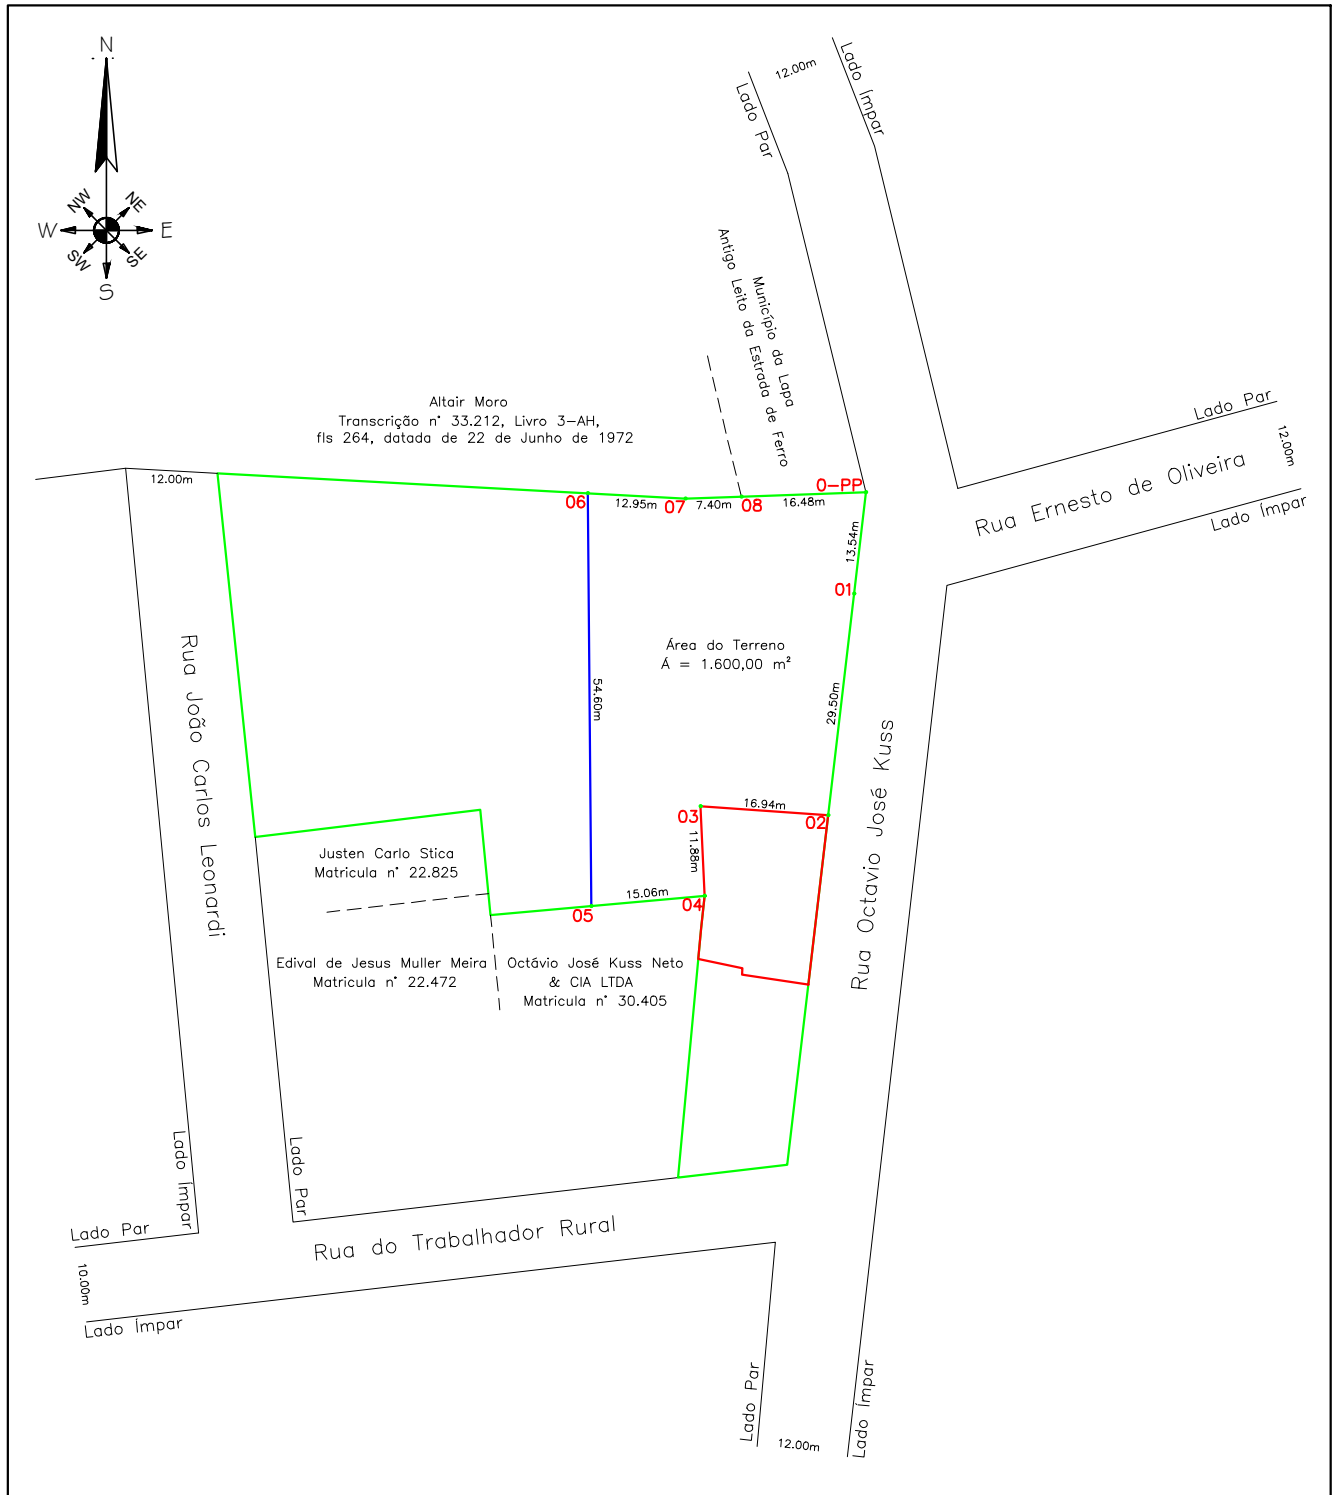 N
NW
NE
W
E
SW
SE
S
12.00m
Lado Par
Lado Ímpar
Município da Lapa
Antigo Leito da Estrada de Ferro
Altair Moro
Transcrição n° 33.212, Livro 3-AH,
fls 264, datada de 22 de Junho de 1972
Lado Par
12.00m
Rua Ernesto de Oliveira
Lado Ímpar
12.00m
06
12.95m
07
7.40m
08
16.48m
0-PP
13.54m
01
Área do Terreno
Á = 1.600,00 m²
54.60m
29.50m
Rua João Carlos Leonardi
Rua Octavio José Kuss
03
16.94m
02
11.88m
Justen Carlo Stica
Matricula n° 22.825
15.06m
04
05
Edival de Jesus Muller Meira
Matricula n° 22.472
Octávio José Kuss Neto
& CIA LTDA
Matricula n° 30.405
Lado Ímpar
Lado Par
Lado Par
Rua do Trabalhador Rural
10.00m
Lado Ímpar
Lado Par
12.00m
Lado Ímpar